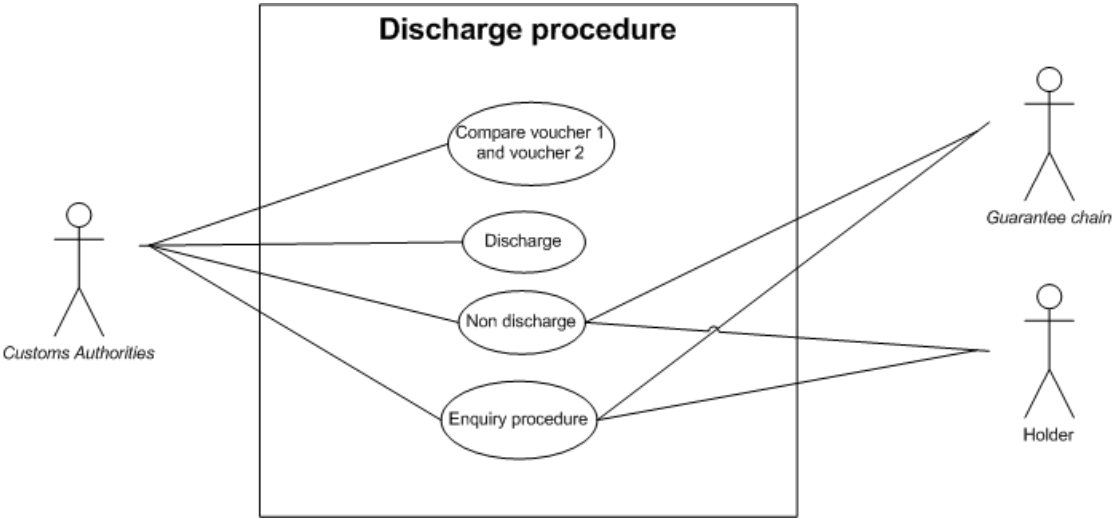 Discharge procedure
Compare voucher 1
and voucher 2
Discharge
Non discharge
Enquiry procedure
Customs Authorities
Guarantee chain
Holder